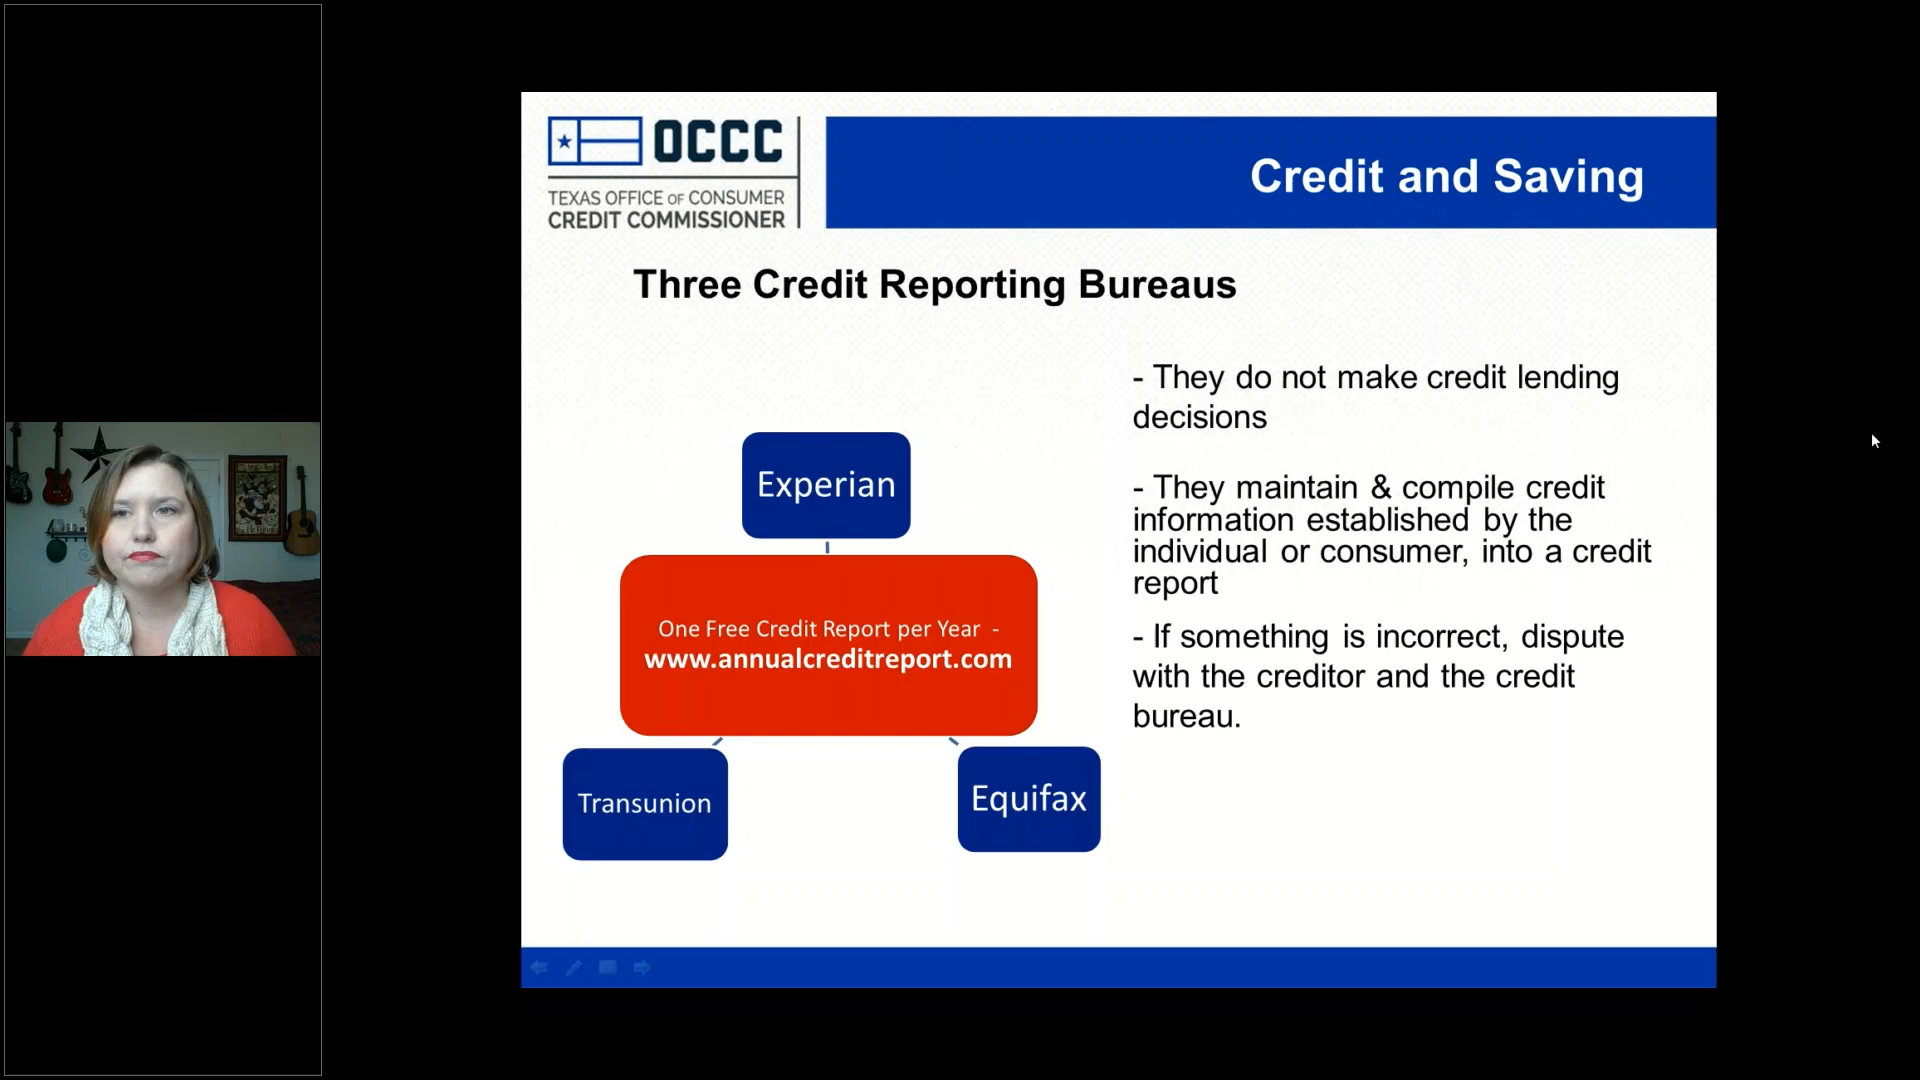 OCCC
TEXAS OFFICE OF CONSUMER
CREDIT COMMISSIONER
Credit and Saving
Three Credit Reporting Bureaus
Experian
One Free Credit Report per Year -
www.annualcreditreport.com
Transunion
Equifax
- They do not make credit lending
decisions
- They maintain & compile credit
information established by the
individual or consumer, into a credit
report
- If something is incorrect, dispute
with the creditor and the credit
bureau.